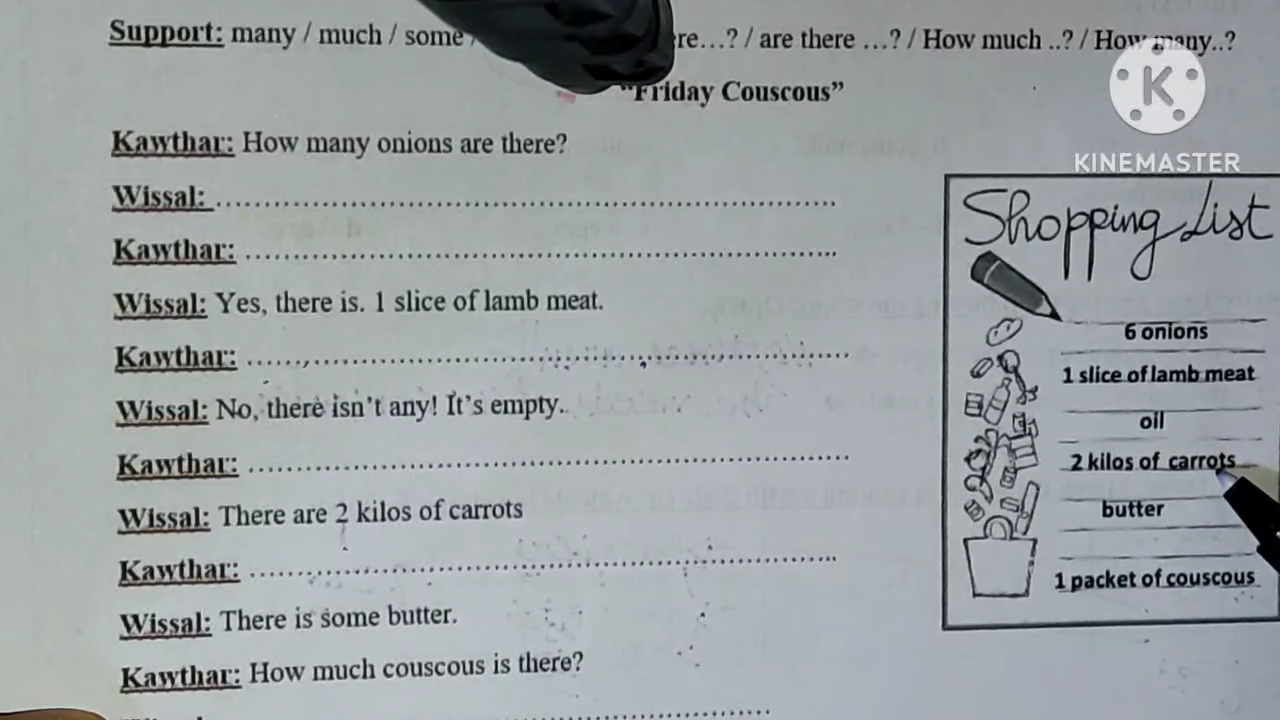 Support: many / much / some / re…? / are there …? / How much ..? / How many..?
"Friday Couscous"
KINEMASTER
Kawthar: How many onions are there?
Wissal: ……………………………………………
Kawthar: ……………………………………………
Wissal: Yes, there is. 1 slice of lamb meat.
Kawthar: ……………………………………………
Wissal: No, there isn't any! It's empty.
Kawthar: ……………………………………………
Wissal: There are 2 kilos of carrots
Kawthar: ……………………………………………
Wissal: There is some butter.
Kawthar: How much couscous is there?
Shopping List
6 onions
1 slice of lamb meat
oil
2 kilos of carrots
butter
1 packet of couscous